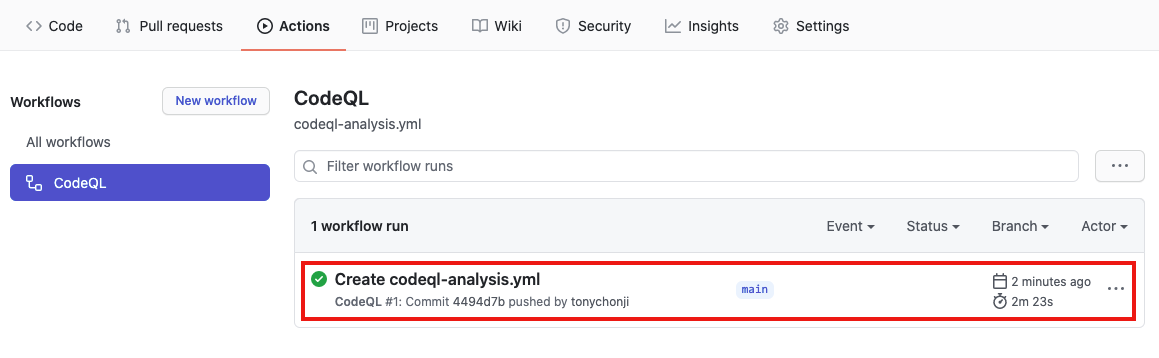 Code Pull requests Actions Projects Wiki Security Insights Settings
Workflows
New workflow
All workflows
CodeQL
CodeQL
codeql-analysis.yml
Filter workflow runs
1 workflow run Event Status Branch Actor
Create codeql-analysis.yml
CodeQL #1: Commit 4494d7b pushed by tonychonji
main
2 minutes ago
2m 23s